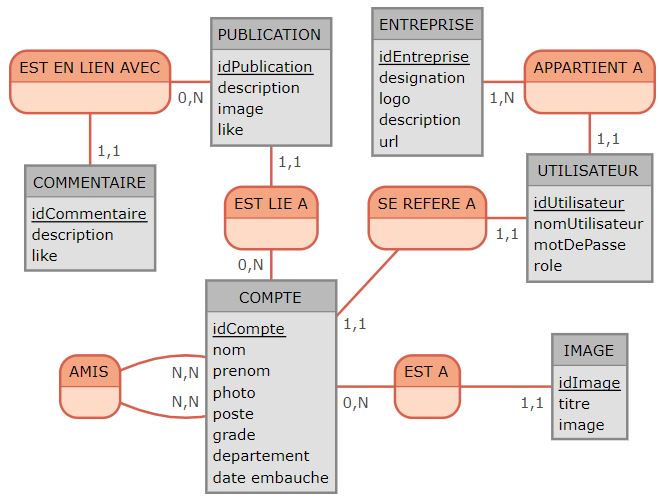 PUBLICATION
idPublication
description
image
like
ENTREPRISE
idEntreprise
designation
logo
description
url
EST EN LIEN AVEC
0,N
1,1
APPARTIENT A
1,N
1,1
COMMENTAIRE
idCommentaire
description
like
1,1
EST LIE A
0,N
SE REFERE A
1,1
1,1
UTILISATEUR
idUtilisateur
nomUtilisateur
motDePasse
role
COMPTE
idCompte
nom
prenom
photo
poste
grade
departement
date embauche
AMIS
N,N
N,N
EST A
0,N
1,1
IMAGE
idImage
titre
image